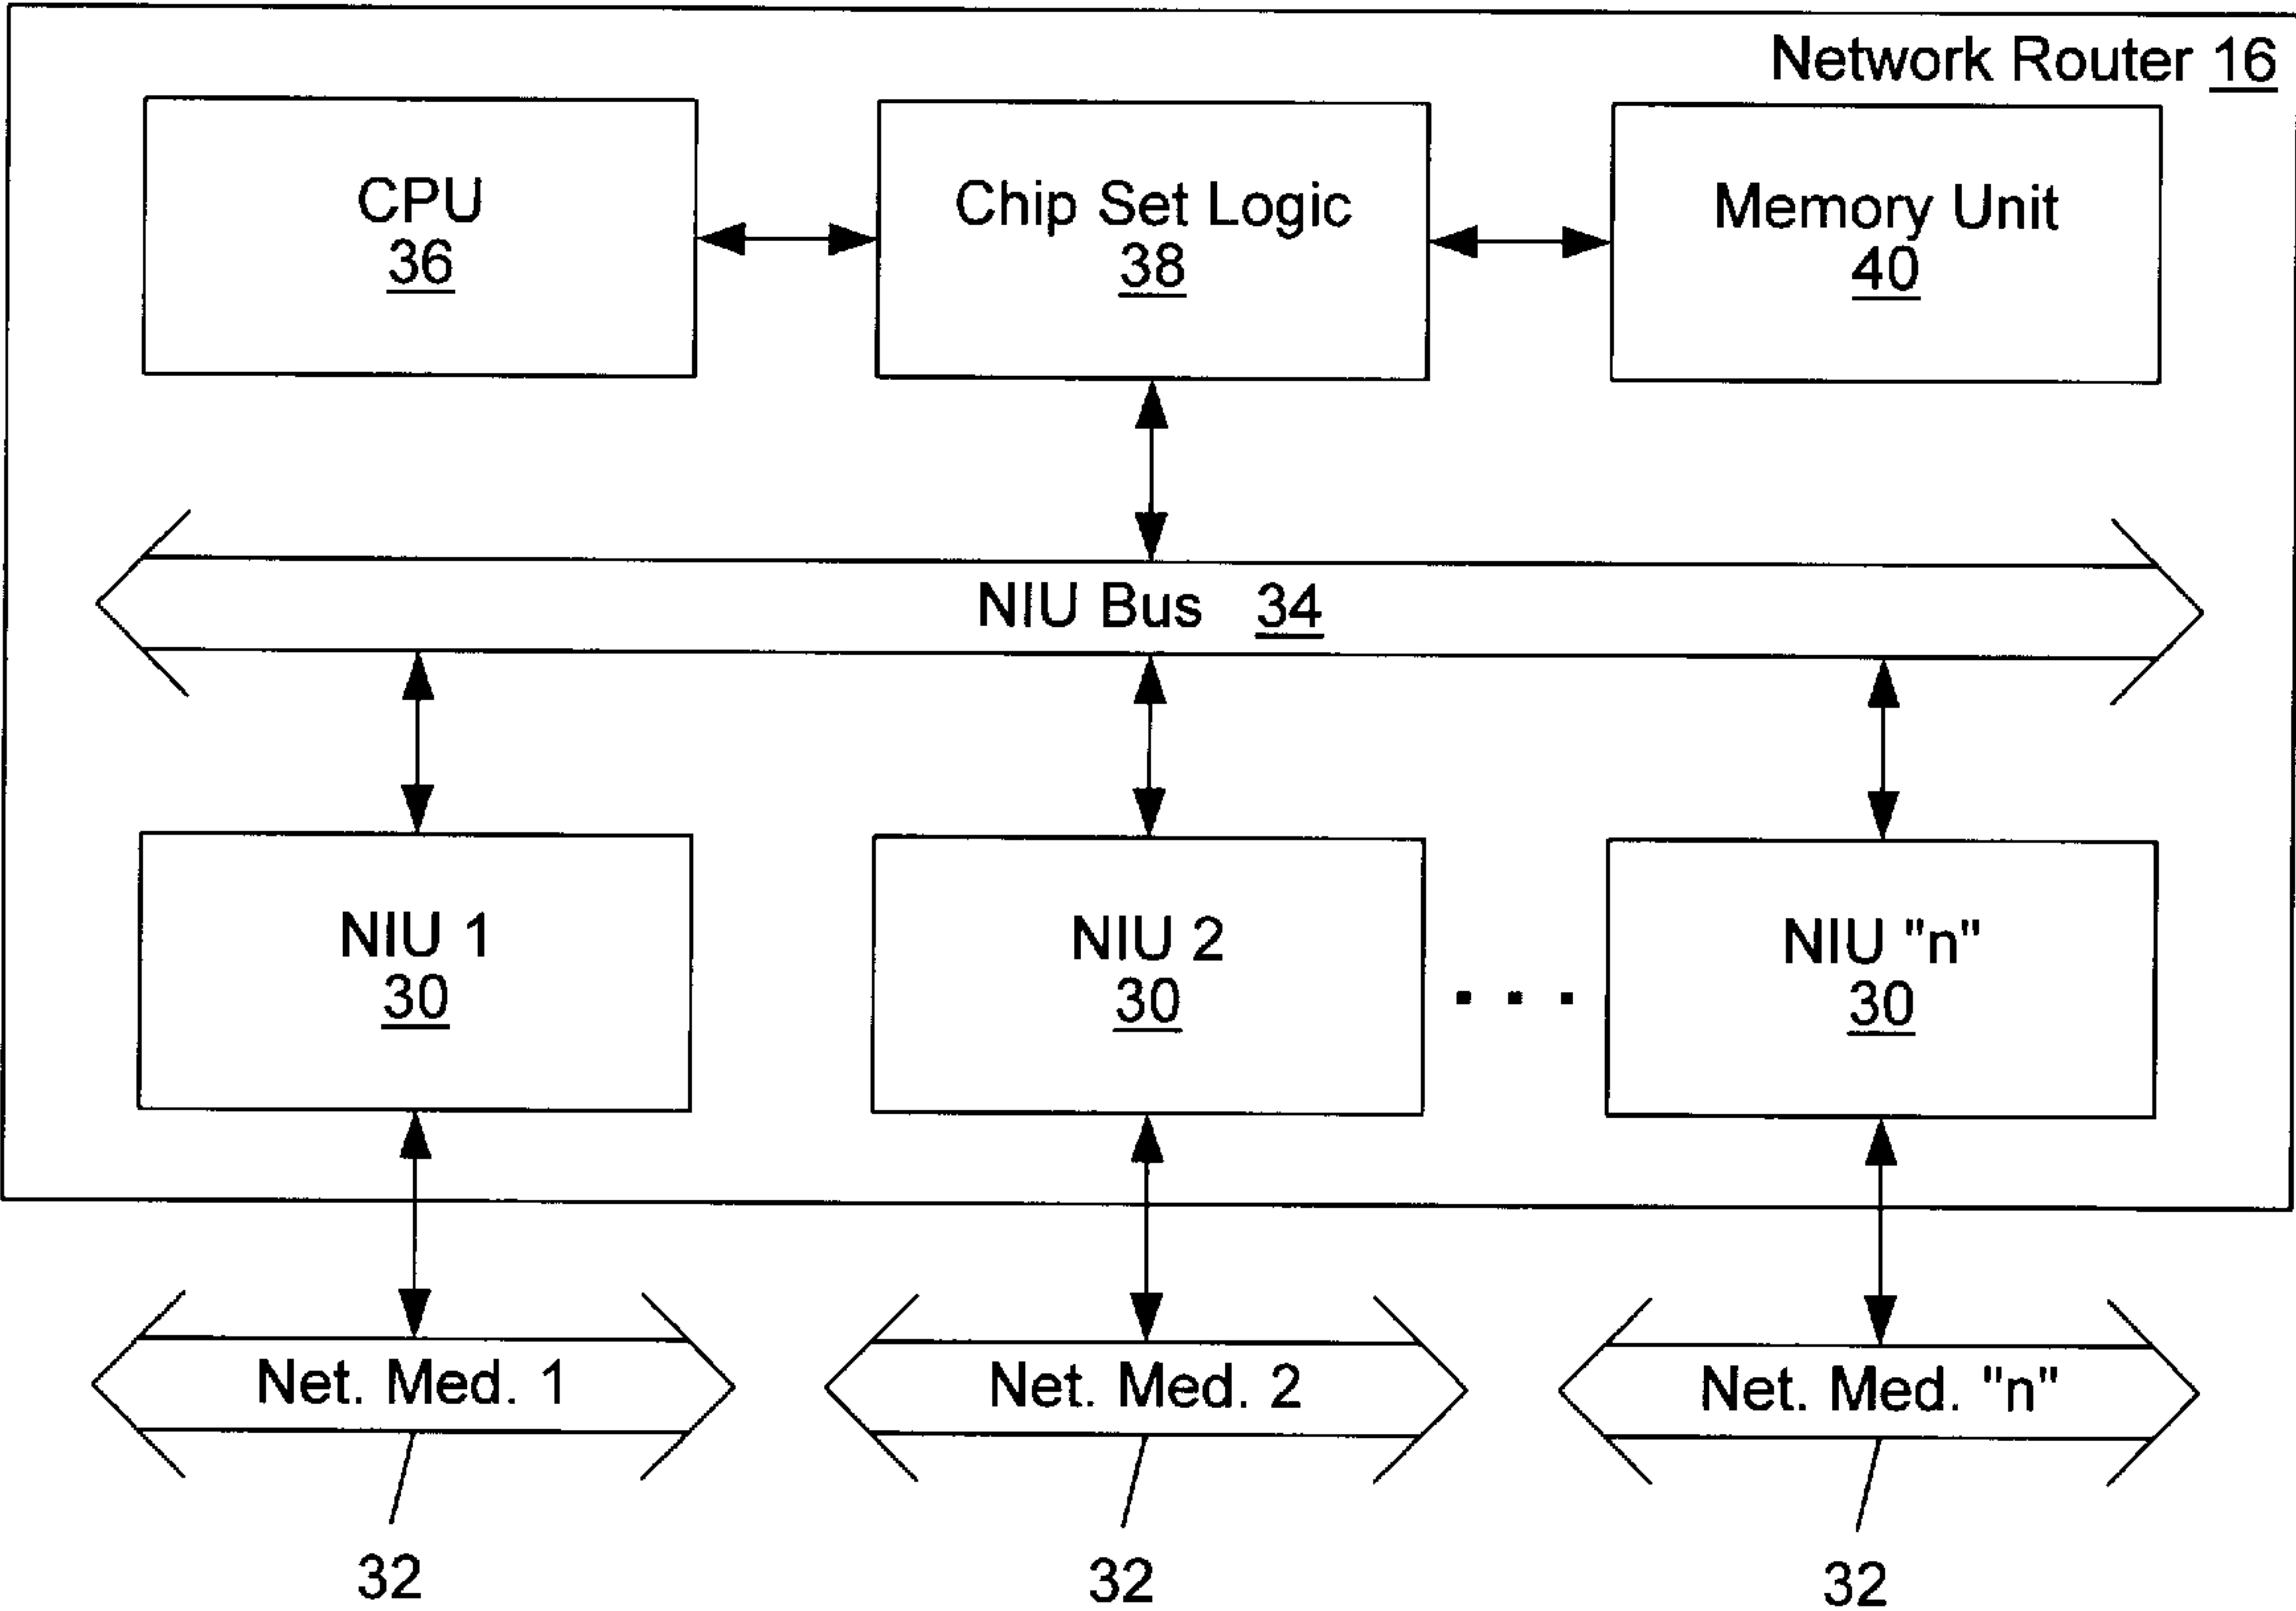 Network Router 16
CPU
36
Chip Set Logic
38
Memory Unit
40
NIU Bus 34
NIU 1
30
NIU 2
30
. . .
NIU "n"
30
Net. Med. 1
Net. Med. 2
Net. Med. "n"
32
32
32